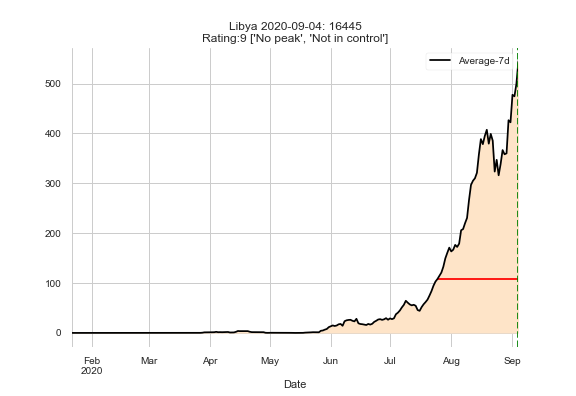 Libya 2020-09-04: 16445
Rating:9 ['No peak', 'Not in control']
Average-7d
500
400
300
200
100
0
Feb Mar Apr May Jun Jul Aug Sep
2020
Date